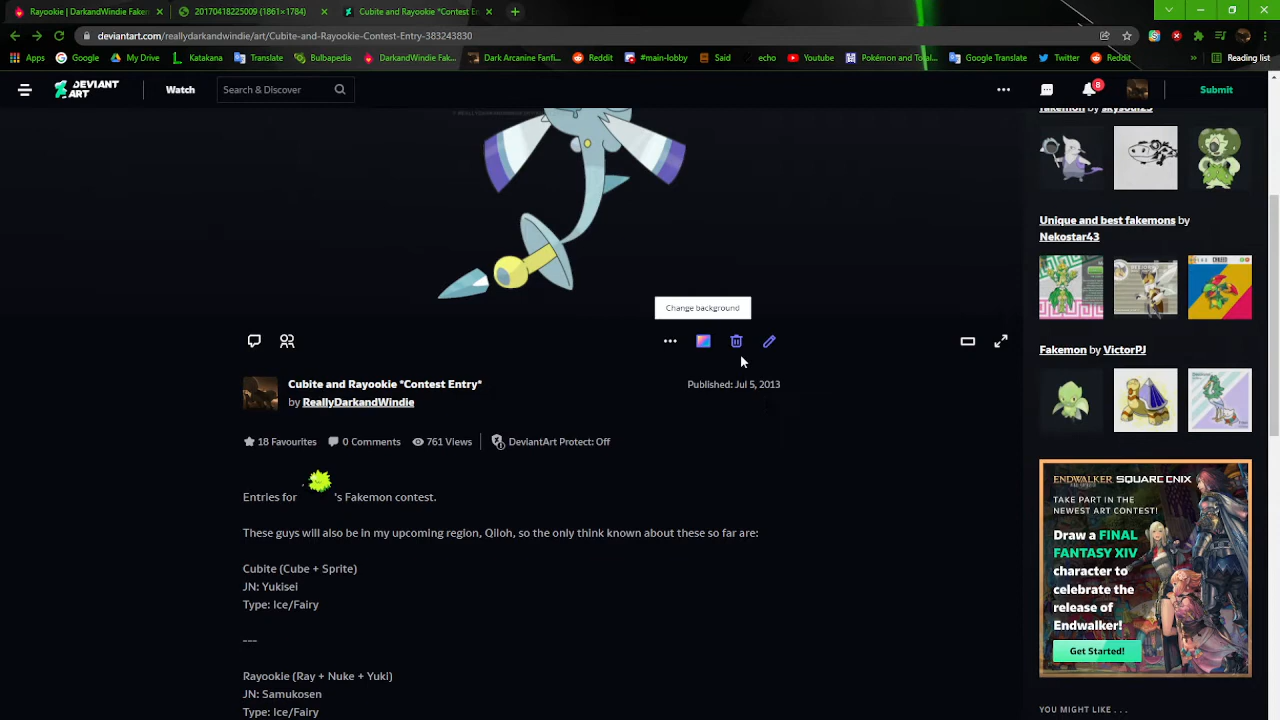 Rayookie | DarkandWindie Faker
20170418225009 (1861×1784)
Cubite and Rayookie *Contest En
deviantart.com/reallydarkandwindie/art/Cubite-and-Rayookie-Contest-Entry-383243830
Apps
Google
My Drive
Katakana
Translate
Bulbapedia
DarkandWindie Fak...
Dark Arcanine Fanfi...
Reddit
#main-lobby
Said
echo
YouTube
Pokémon and Total...
Google Translate
Twitter
Reddit
»
Reading list
DEVIANT ART
Watch
Search & Discover
...
8
Submit
Fakemon by skysoul25
Unique and best fakemons by
Nekostar43
Change background
Fakemon by VictorPJ
Cubite and Rayookie *Contest Entry*
Published: Jul 5, 2013
by ReallyDarkandWindie
18 Favourites
0 Comments
761 Views
DeviantArt Protect: Off
Entries for 's Fakemon contest.
These guys will also be in my upcoming region, Qiloh, so the only think known about these so far are:
Cubite (Cube + Sprite)
JN: Yukisei
Type: Ice/Fairy
---
Rayookie (Ray + Nuke + Yuki)
JN: Samukosen
Type: Ice/Fairy
ENDWALKER SQUARE ENIX
TAKE PART IN THE
NEWEST ART CONTEST!
Draw a FINAL
FANTASY XIV
character to
celebrate the
release of
Endwalker!
Get Started!
YOU MIGHT LIKE . . .